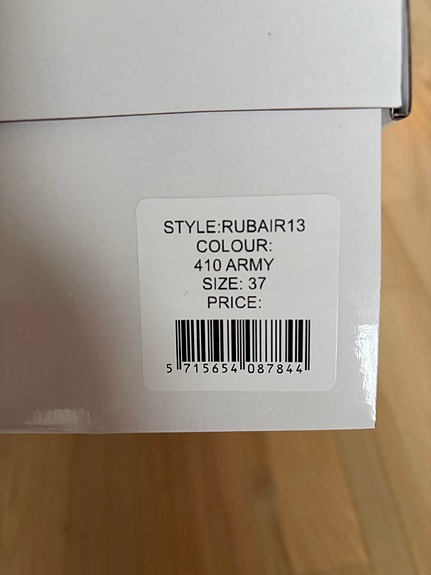 STYLE:RUBAIR13
COLOUR:
410 ARMY
SIZE: 37
PRICE:
5 715654 087844